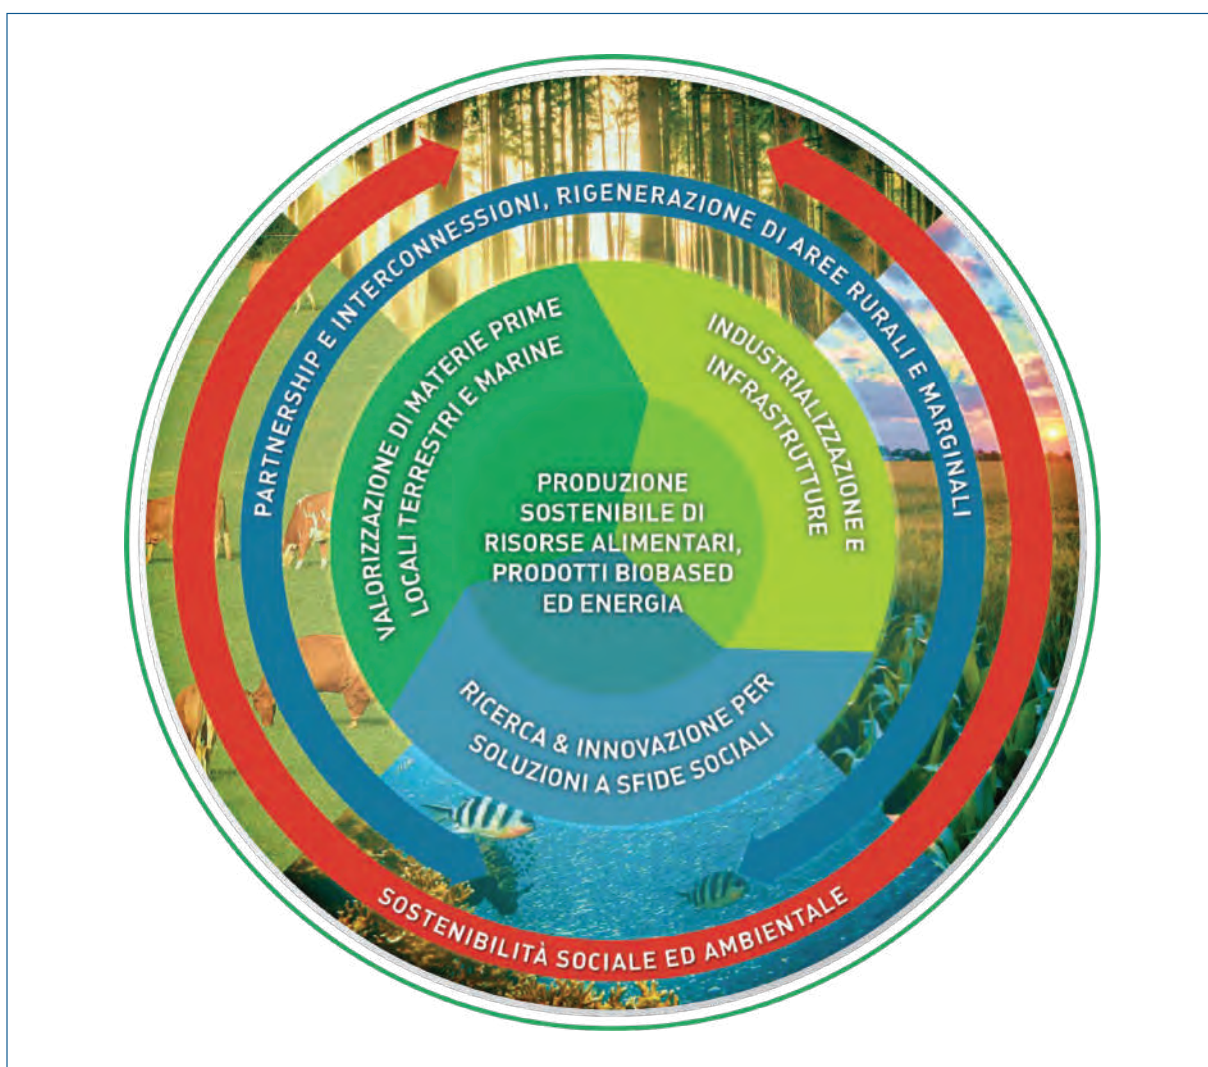 PARTNERSHIP E INTERCONNESSIONI, RIGENERAZIONE DI AREE RURALI E MARGINALI
VALORIZZAZIONE DI MATERIE PRIME
LOCALI TERRESTRI E MARINE
INDUSTRIALIZZAZIONE E
INFRASTRUTTURE
PRODUZIONE
SOSTENIBILE DI
RISORSE ALIMENTARI,
PRODOTTI BIOBASED
ED ENERGIA
RICERCA & INNOVAZIONE PER
SOLUZIONI A SFIDE SOCIALI
SOSTENIBILITÀ SOCIALE ED AMBIENTALE